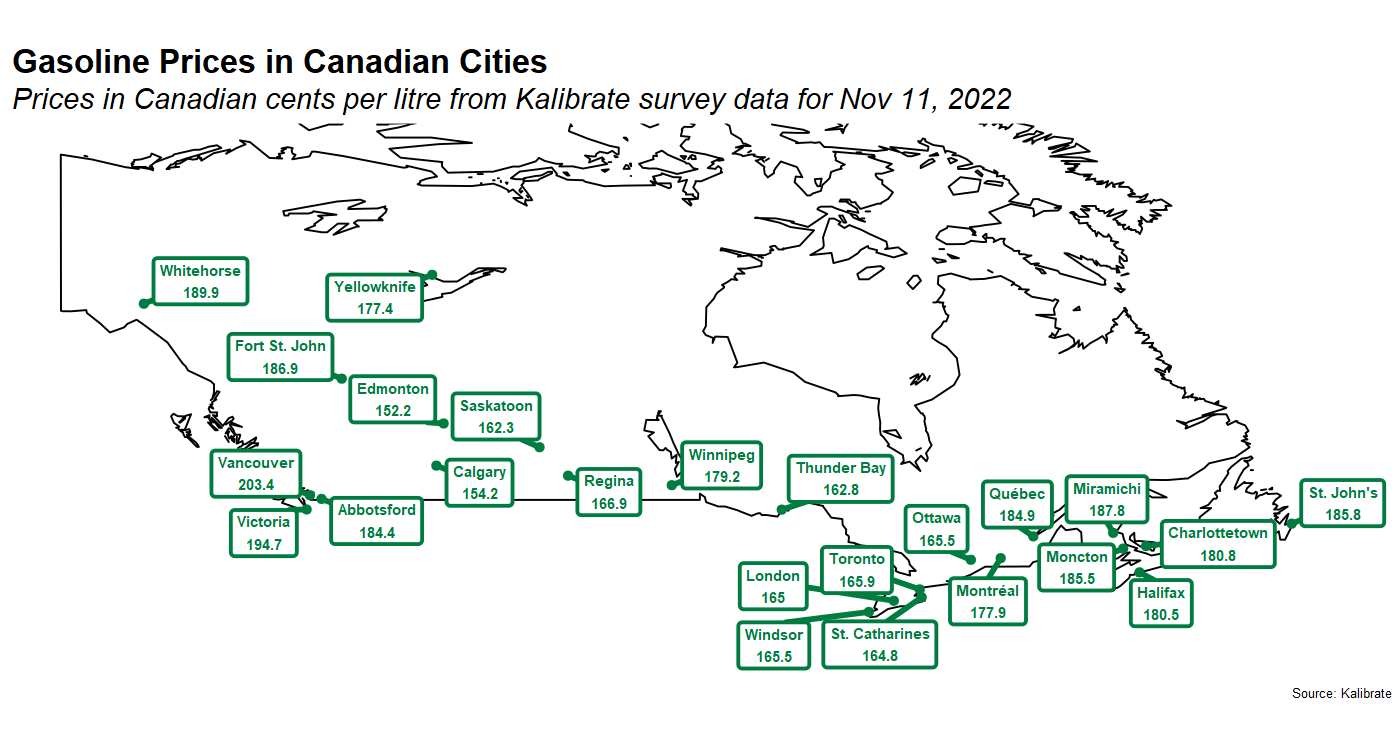 Gasoline Prices in Canadian Cities
Prices in Canadian cents per litre from Kalibrate survey data for Nov 11, 2022
Whitehorse
189.9
Yellowknife
177.4
Fort St. John
186.9
Edmonton
152.2
Saskatoon
162.3
Vancouver
203.4
Victoria
194.7
Abbotsford
184.4
Calgary
154.2
Regina
166.9
Winnipeg
179.2
Thunder Bay
162.8
London
165
Toronto
165.9
Windsor
165.5
St. Catharines
164.8
Ottawa
165.5
Montréal
177.9
Québec
184.9
Miramichi
187.8
Moncton
185.5
Charlottetown
180.8
Halifax
180.5
St. John's
185.8
Source: Kalibrate